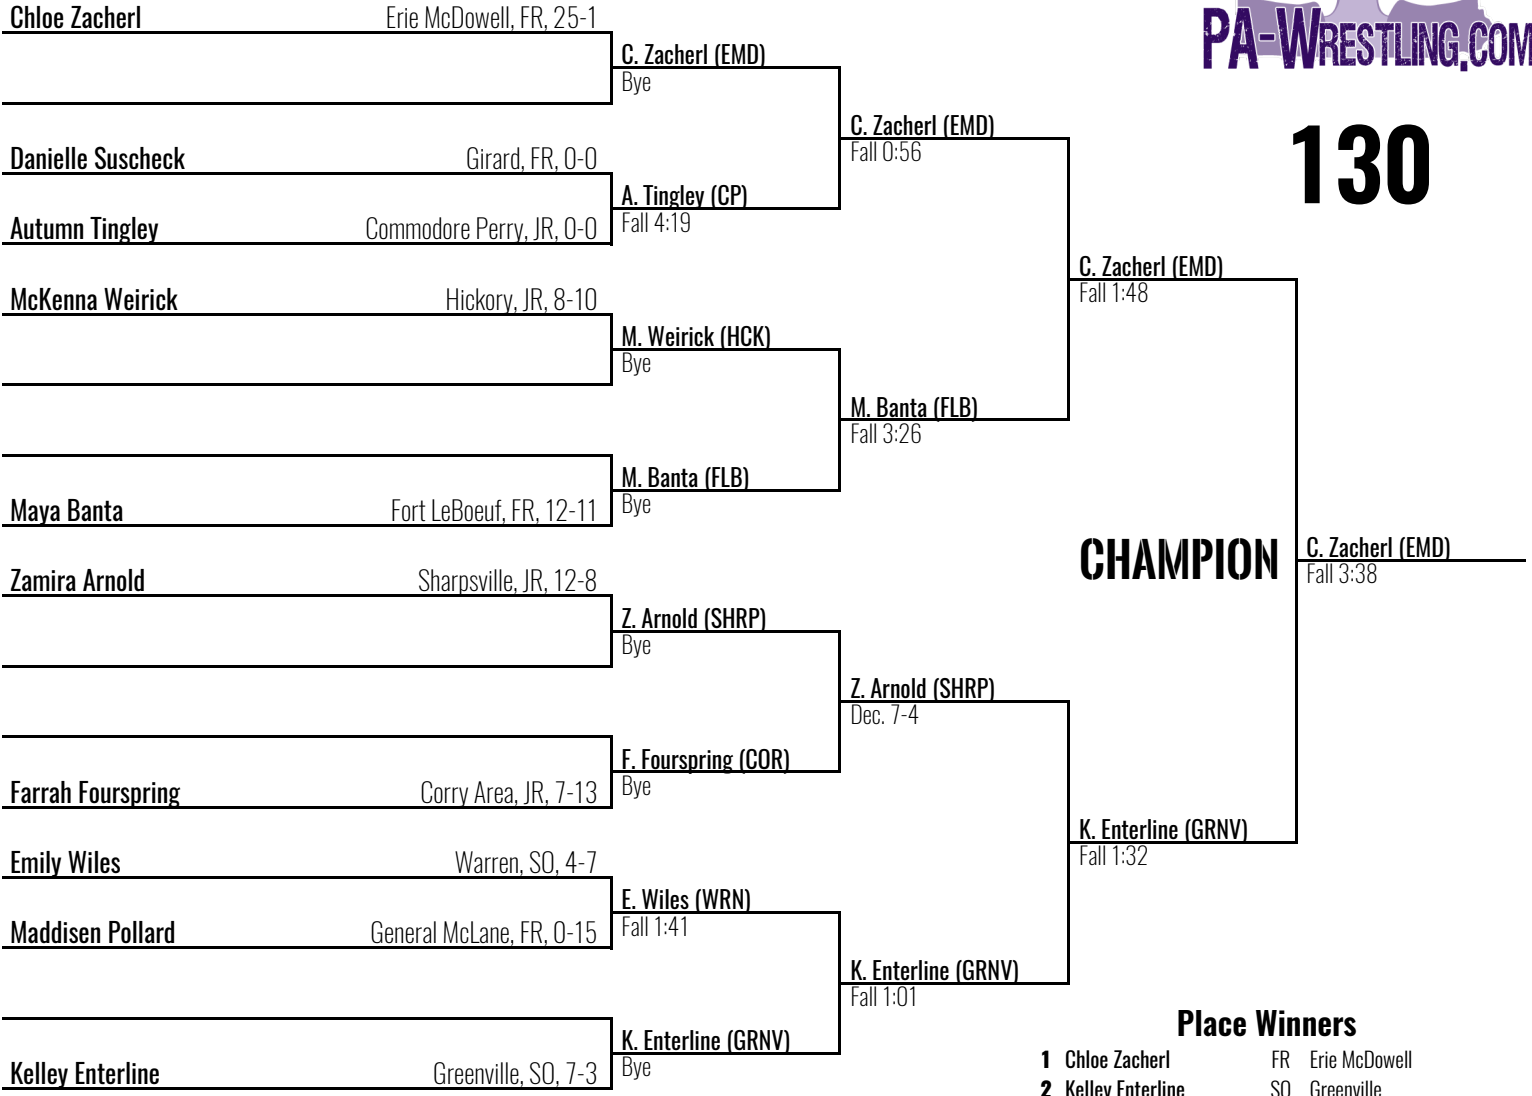 Chloe Zacherl Erie McDowell, FR, 25-1
C. Zacherl (EMD)
Bye
Danielle Suscheck Girard, FR, 0-0
Autumn Tingley Commodore Perry, JR, 0-0
A. Tingley (CP)
Fall 4:19
C. Zacherl (EMD)
Fall 0:56
McKenna Weirick Hickory, JR, 8-10
M. Weirick (HCK)
Bye
Maya Banta Fort LeBoeuf, FR, 12-11
M. Banta (FLB)
Bye
M. Banta (FLB)
Fall 3:26
C. Zacherl (EMD)
Fall 1:48
Zamira Arnold Sharpsville, JR, 12-8
Z. Arnold (SHRP)
Bye
Farrah Fourspring Corry Area, JR, 7-13
F. Fourspring (COR)
Bye
Z. Arnold (SHRP)
Dec. 7-4
Emily Wiles Warren, SO, 4-7
Maddisen Pollard General McLane, FR, 0-15
E. Wiles (WRN)
Fall 1:41
Kelley Enterline Greenville, SO, 7-3
K. Enterline (GRNV)
Bye
K. Enterline (GRNV)
Fall 1:01
K. Enterline (GRNV)
Fall 1:32
PA-WRESTLING.COM
130
CHAMPION
C. Zacherl (EMD)
Fall 3:38
Place Winners
1 Chloe Zacherl FR Erie McDowell
2 Kelley Enterline SO Greenville